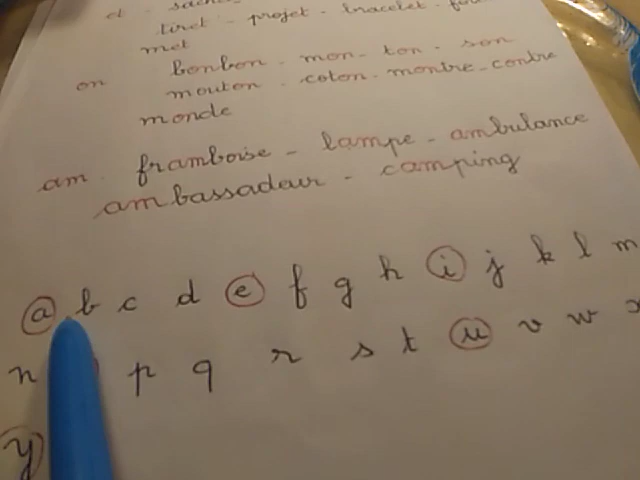 et
tiret - projet - bracelet -
met
on bonbon - mon - ton - son
mouton - coton - montre - contre
monde
am framboise - lampe - ambulance
ambassadeur - camping
a b c d e f g h i j k l m
n p q r s t u v w x
y